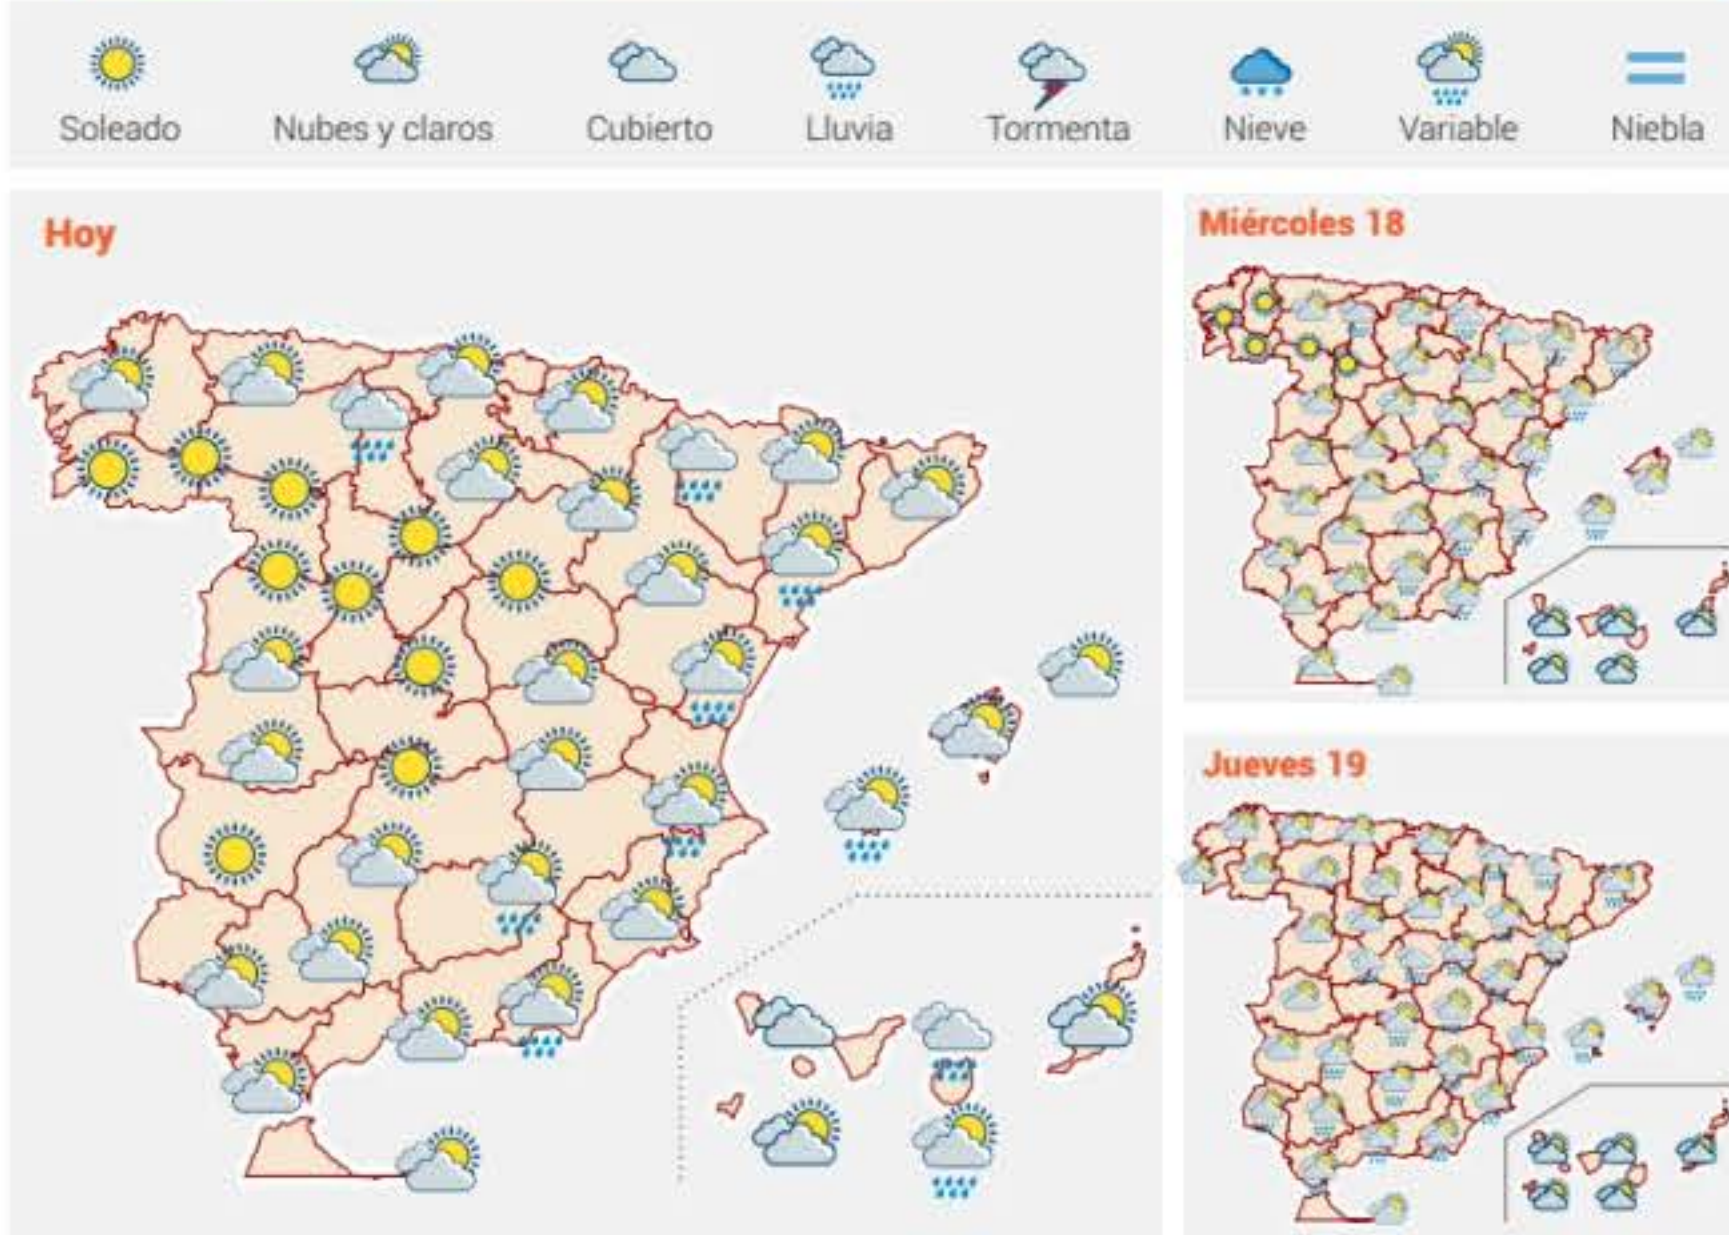 Soleado Nubes y claros Cubierto Lluvia Tormenta Nieve Variable Niebla
Hoy
Miércoles 18
Jueves 19